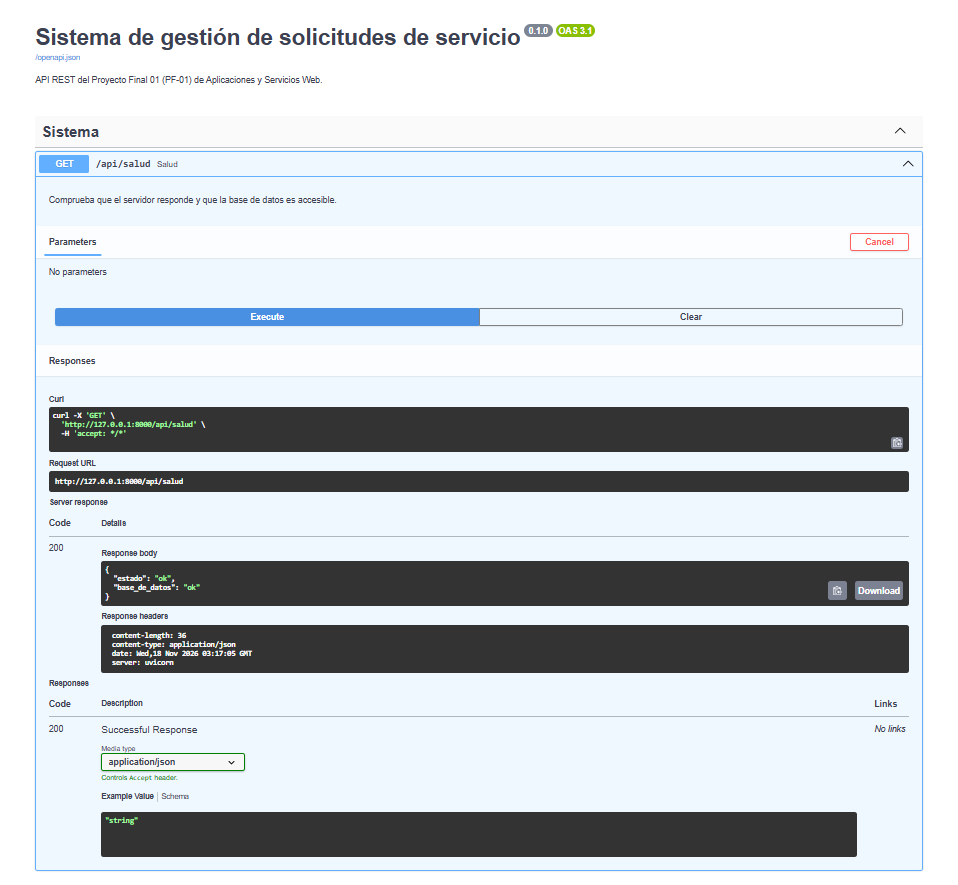 Sistema de gestión de solicitudes de servicio 0.1.0 OAS 3.1
/openapi.json
API REST del Proyecto Final 01 (PF-01) de Aplicaciones y Servicios Web.
Sistema
GET /api/salud Salud
Comprueba que el servidor responde y que la base de datos es accesible.
Parameters Cancel
No parameters
Execute Clear
Responses
Curl
curl -X 'GET' \
'http://127.0.0.1:8000/api/salud' \
-H 'accept: */*'
Request URL
http://127.0.0.1:8000/api/salud
Server response
Code Details
200
Response body
{
"estado": "ok",
"base_de_datos": "ok"
}
Download
Response headers
content-length: 36
content-type: application/json
date: Wed,18 Nov 2026 03:17:05 GMT
server: uvicorn
Responses
Code Description Links
200 Successful Response No links
Media type
application/json
Controls Accept header.
Example Value Schema
"string"